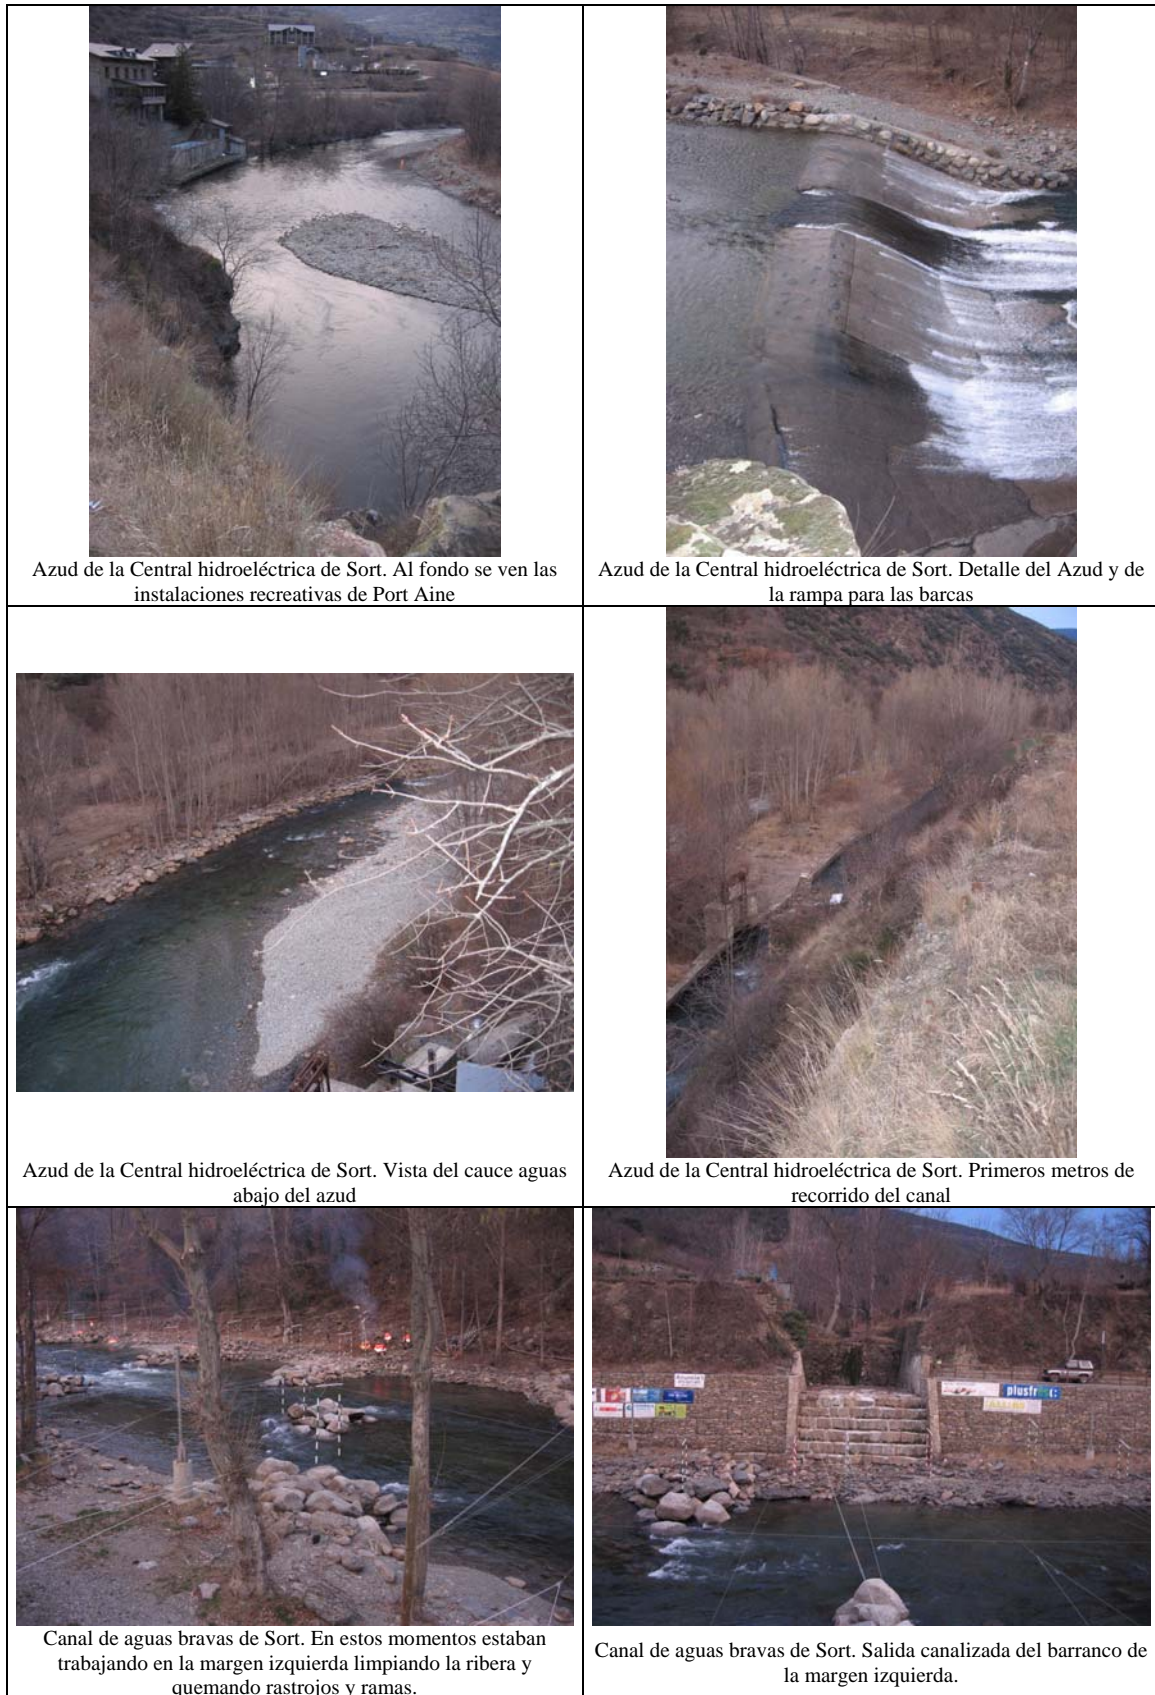 Azud de la Central hidroeléctrica de Sort. Al fondo se ven las
instalaciones recreativas de Port Aine
Azud de la Central hidroeléctrica de Sort. Detalle del Azud y de
la rampa para las barcas
Azud de la Central hidroeléctrica de Sort. Vista del cauce aguas
abajo del azud
Azud de la Central hidroeléctrica de Sort. Primeros metros de
recorrido del canal
plusfresc
Canal de aguas bravas de Sort. En estos momentos estaban
trabajando en la margen izquierda limpiando la ribera y
quemando rastrojos y ramas.
Canal de aguas bravas de Sort. Salida canalizada del barranco de
la margen izquierda.